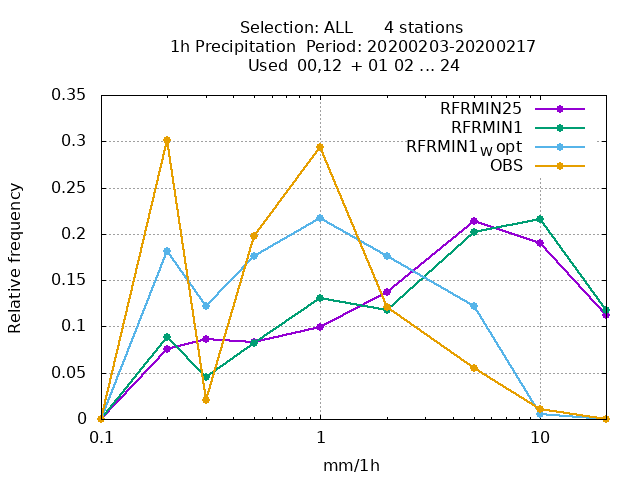 Selection: ALL 4 stations
1h Precipitation Period: 20200203-20200217
Used 00,12 + 01 02 ... 24
RFRMIN25
RFRMIN1
RFRMIN1W opt
OBS
0.35
0.3
0.25
0.2
0.15
0.1
0.05
0
Relative frequency
0.1 1 10
mm/1h